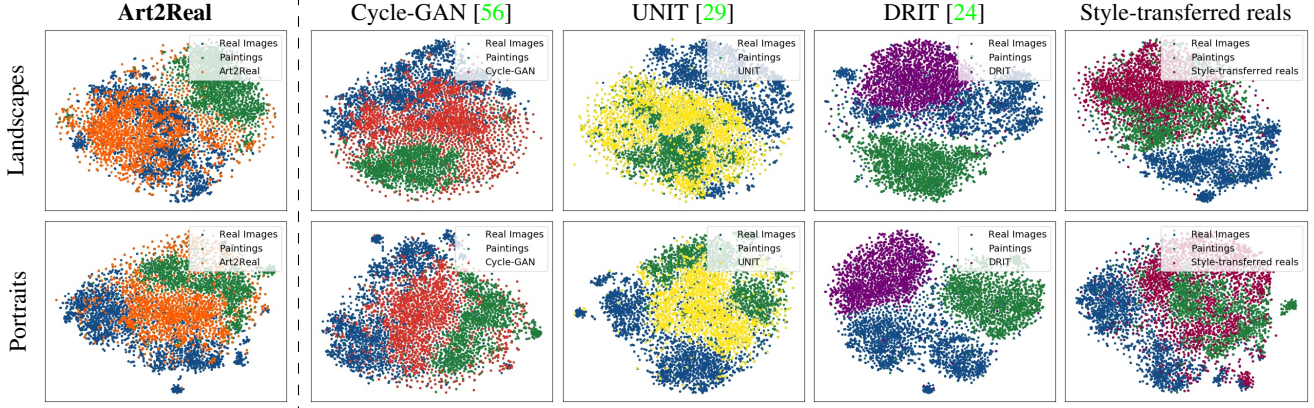 Art2Real Cycle-GAN [56] UNIT [29] DRIT [24] Style-transferred reals
Landscapes
Real Images
Paintings
Art2Real
Real Images
Paintings
Cycle-GAN
Real Images
Paintings
UNIT
Real Images
Paintings
DRIT
Real Images
Paintings
Style-transferred reals
Portraits
Real Images
Paintings
Art2Real
Real Images
Paintings
Cycle-GAN
Real Images
Paintings
UNIT
Real Images
Paintings
DRIT
Real Images
Paintings
Style-transferred reals